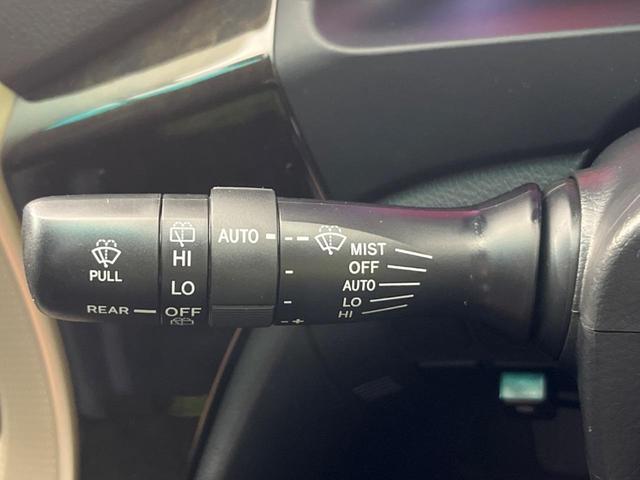 PULL
REAR
HI
LO
OFF
AUTO
MIST
OFF
AUTO
LO
HI
- +